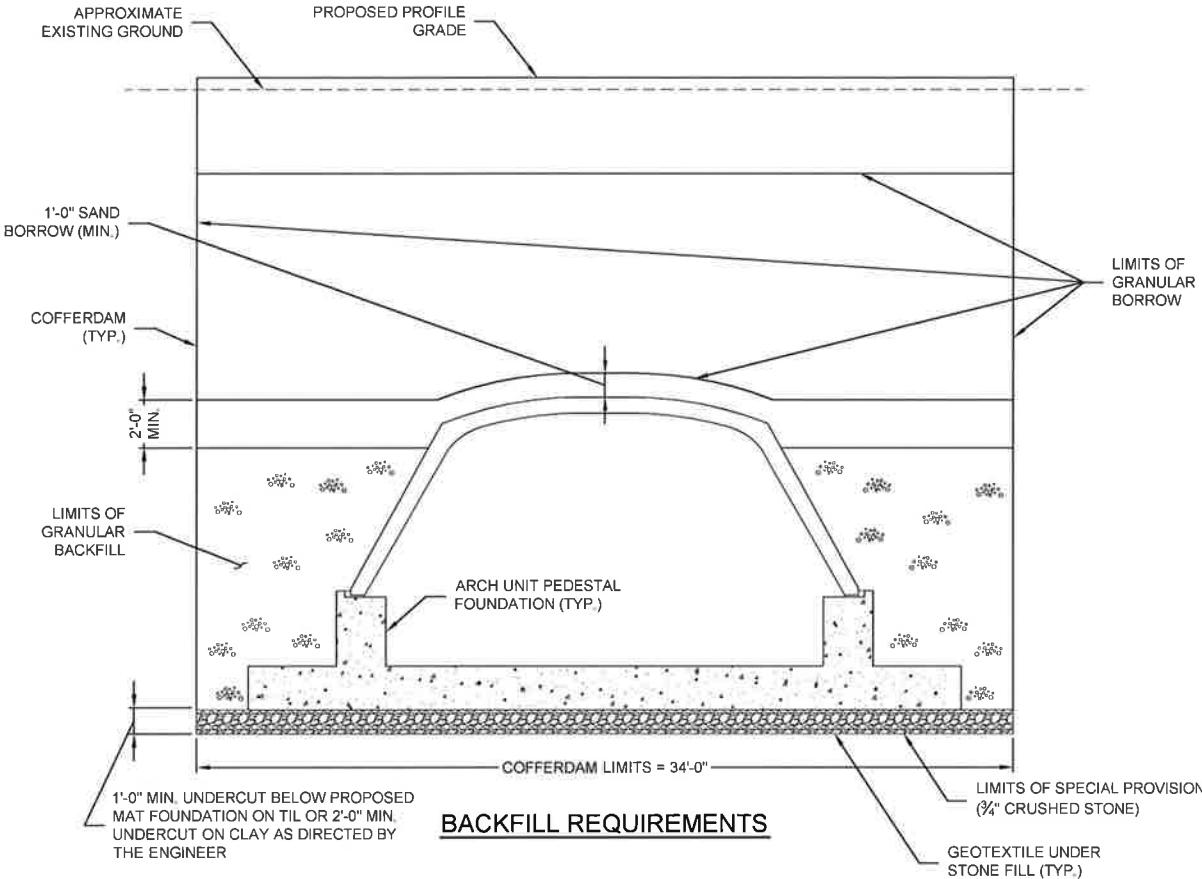 APPROXIMATE
EXISTING GROUND
PROPOSED PROFILE
GRADE
1'-0" SAND
BORROW (MIN.)
LIMITS OF
GRANULAR
BORROW
COFFERDAM
(TYP.)
2'-0"
MIN.
LIMITS OF
GRANULAR
BACKFILL
ARCH UNIT PEDESTAL
FOUNDATION (TYP.)
COFFERDAM LIMITS = 34'-0"
1'-0" MIN. UNDERCUT BELOW PROPOSED
MAT FOUNDATION ON TIL OR 2'-0" MIN.
UNDERCUT ON CLAY AS DIRECTED BY
THE ENGINEER
BACKFILL REQUIREMENTS
LIMITS OF SPECIAL PROVISION
(¾" CRUSHED STONE)
GEOTEXTILE UNDER
STONE FILL (TYP.)